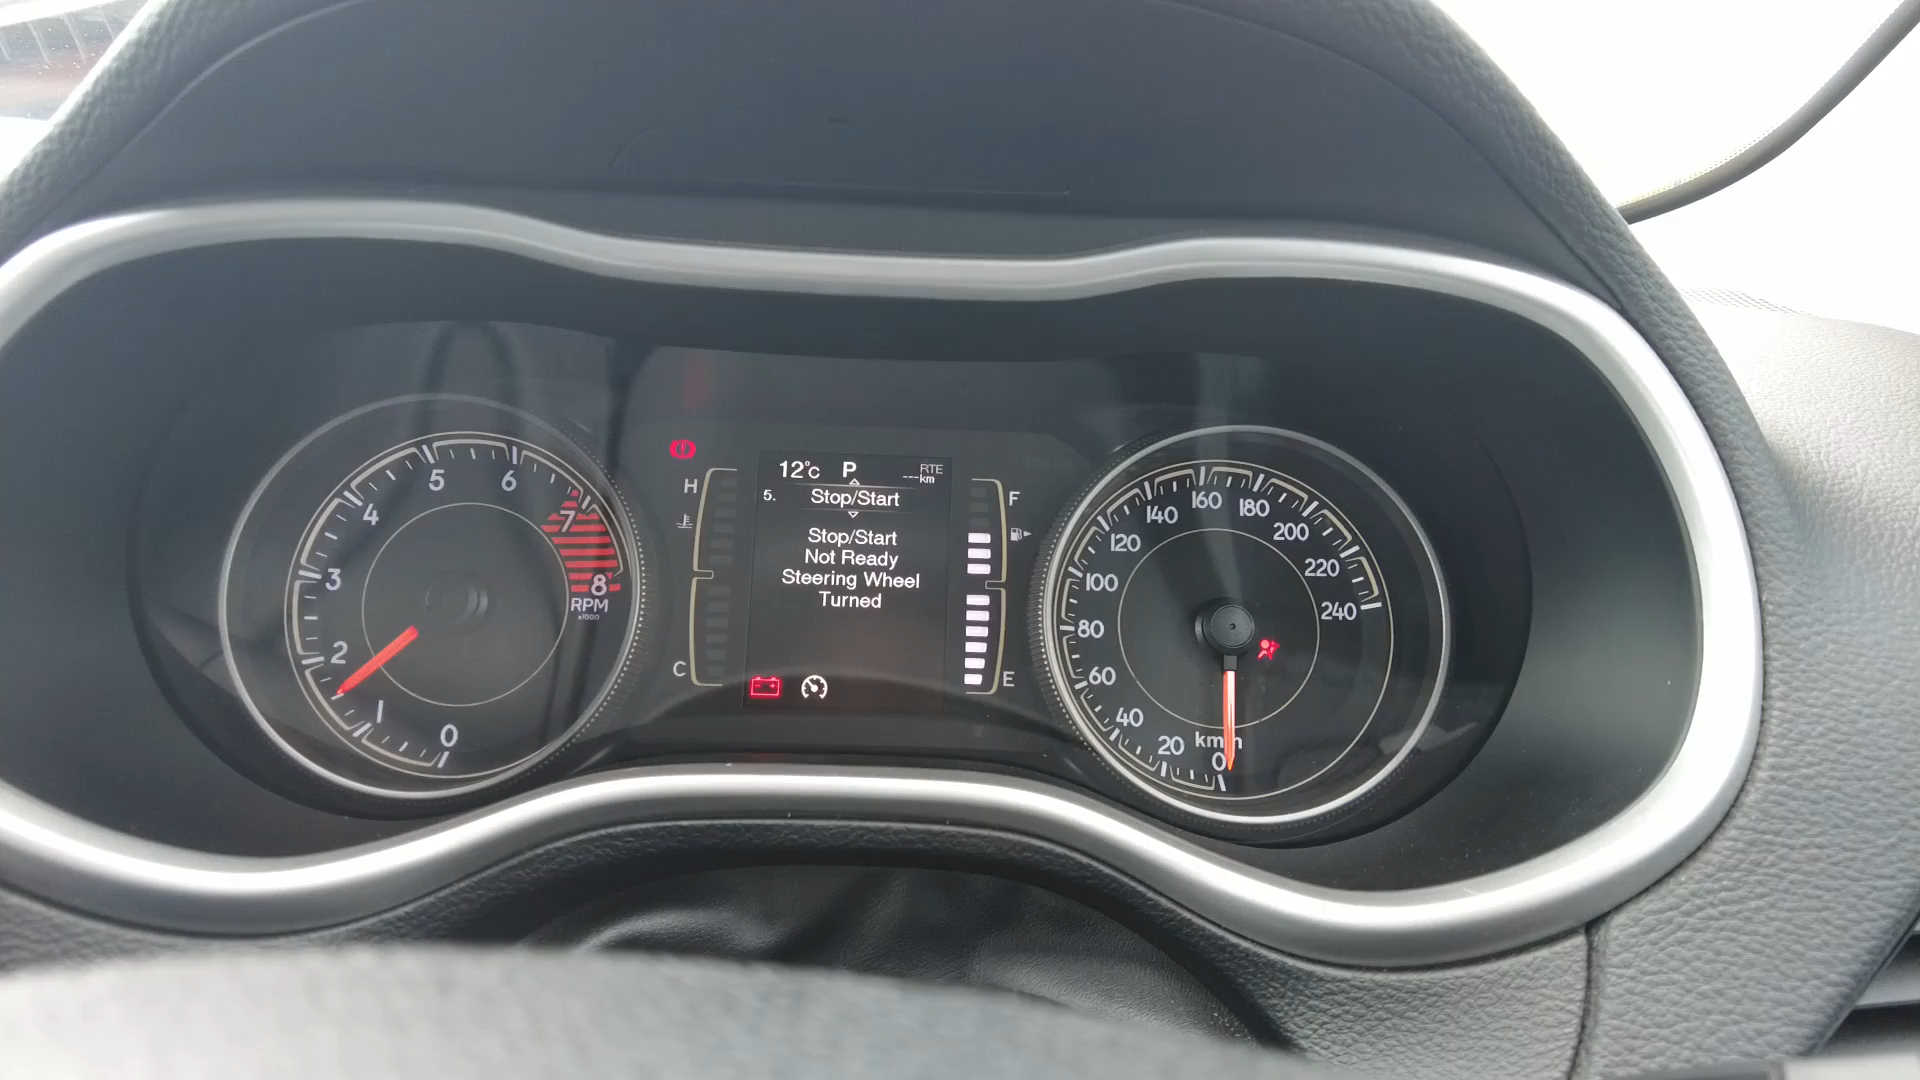 5
6
4
7
3
8
RPM
x1000
2
1
0
H
C
12°C P RTE
---km
5. Stop/Start
Stop/Start
Not Ready
Steering Wheel
Turned
F
E
160
140
180
120
200
100
220
80
240
60
40
20
km/h
0